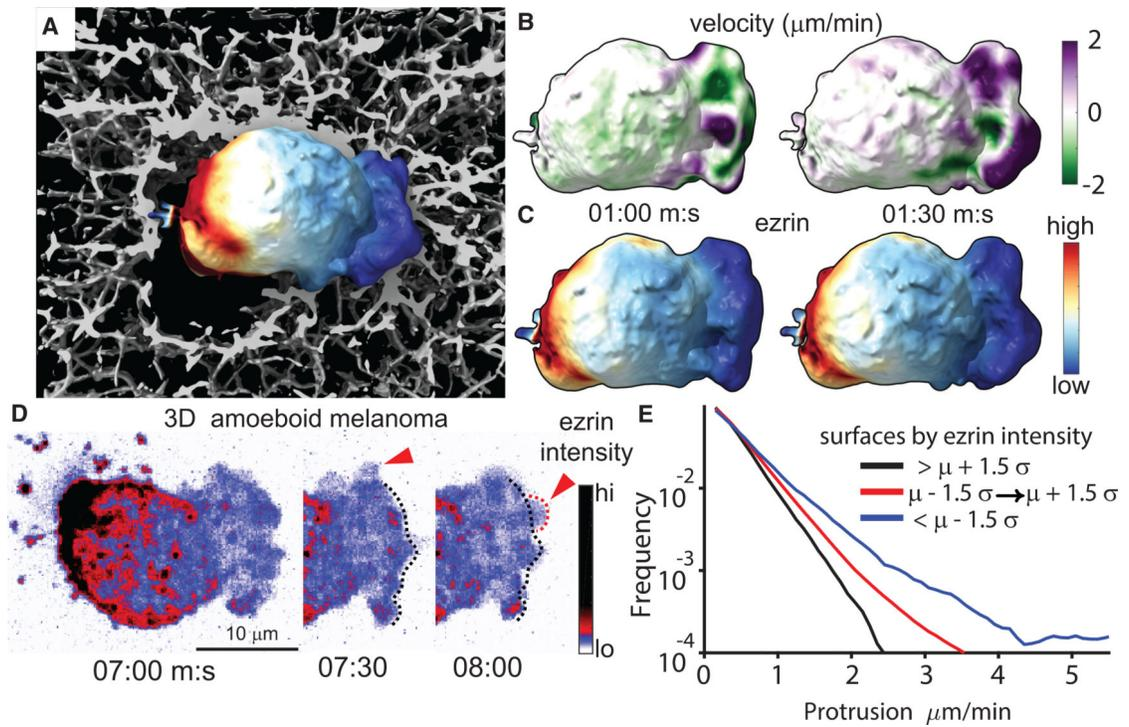 A
B
velocity (μm/min)
2
0
-2
01:00 m:s
01:30 m:s
C
ezrin
high
low
D
3D amoeboid melanoma
ezrin
intensity
hi
lo
10 μm
07:00 m:s
07:30
08:00
E
surfaces by ezrin intensity
> μ + 1.5 σ
μ - 1.5 σ→μ + 1.5 σ
< μ - 1.5 σ
Frequency
10-2
10-3
10-4
0 1 2 3 4 5
Protrusion μm/min